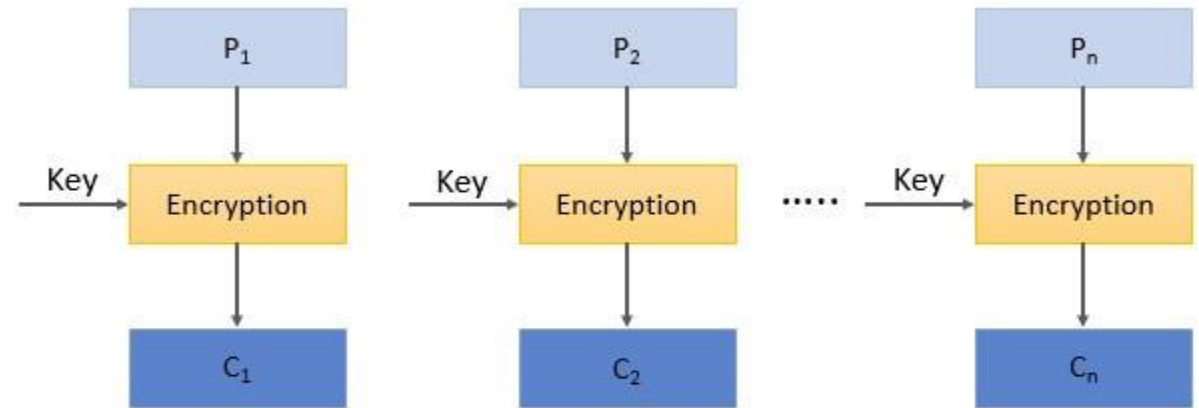 P₁ P₂ Pₙ
Key Encryption Key Encryption ..... Key Encryption
C₁ C₂ Cₙ